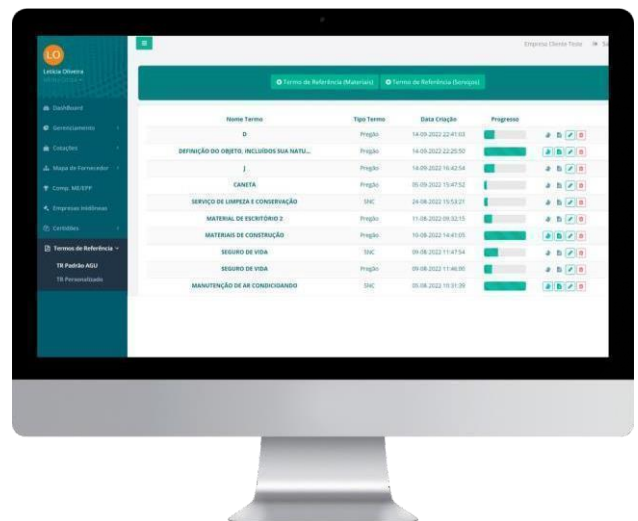 LO
Letícia Oliveira
Empresa Cliente Teste
Termo de Referência (Materiais)
Termo de Referência (Serviços)
DashBoard
Gerenciamento
Cotações
Mapa de Fornecedor
Comp. ME/EPP
Empresas Inidôneas
Certidões
Termos de Referência
TR Padrão AGU
TR Personalizado
Nome Termo Tipo Termo Data Criação Progresso
D Pregão 14-09-2022 22:41:03
DEFINIÇÃO DO OBJETO, INCLUÍDOS SUA NATU... Pregão 14-09-2022 22:25:50
J Pregão 14-09-2022 16:42:54
CANETA Pregão 05-09-2022 15:47:52
SERVIÇO DE LIMPEZA E CONSERVAÇÃO SNC 24-08-2022 15:53:21
MATERIAL DE ESCRITÓRIO 2 Pregão 11-08-2022 09:32:15
MATERIAIS DE CONSTRUÇÃO Pregão 10-08-2022 14:41:05
SEGURO DE VIDA SNC 09-08-2022 11:47:54
SEGURO DE VIDA Pregão 09-08-2022 11:46:90
MANUTENÇÃO DE AR CONDICIOANDO SNC 05-08-2022 10:31:39